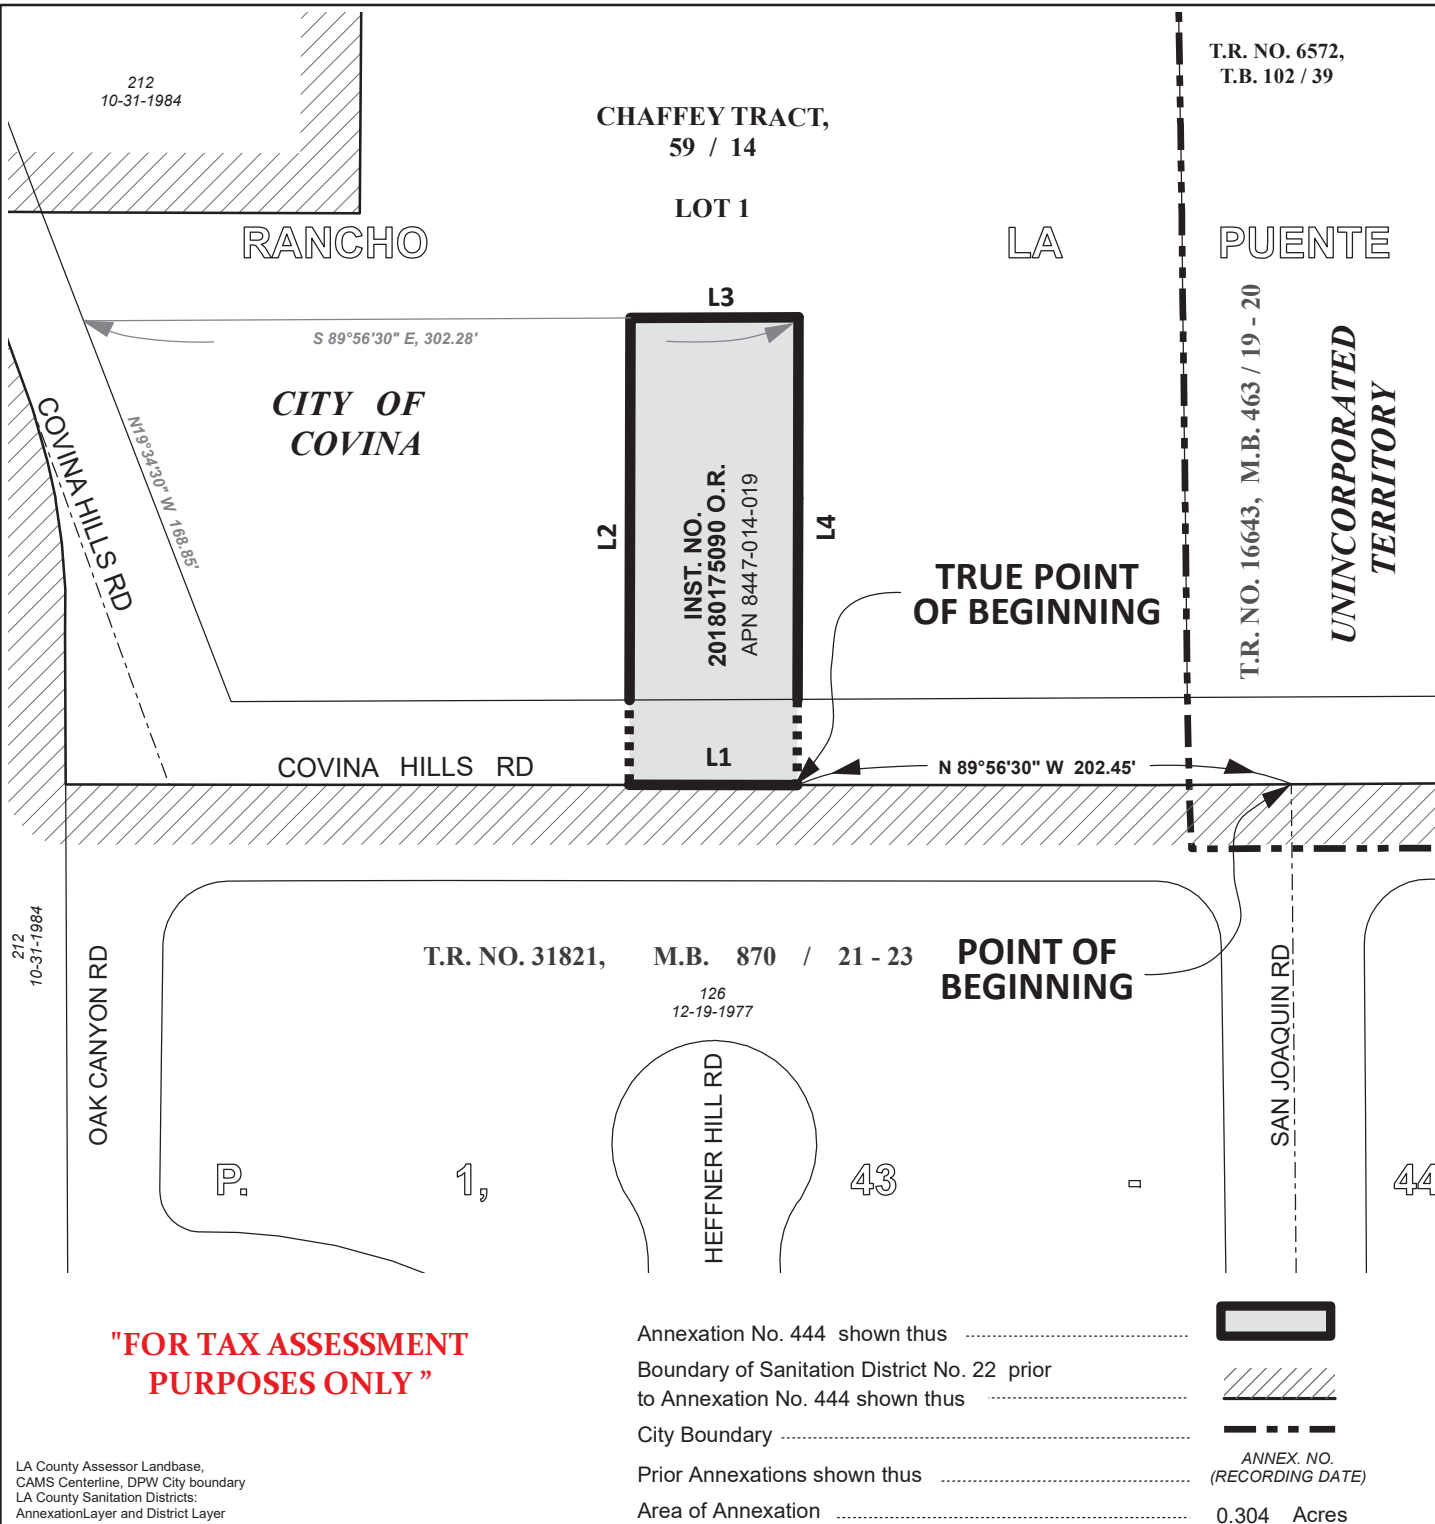 212
10-31-1984
T.R. NO. 6572,
T.B. 102 / 39
CHAFFEY TRACT,
59 / 14
LOT 1
RANCHO LA PUENTE
L3
S 89°56'30" E, 302.28'
CITY OF
COVINA
N19°34'30" W 168.85'
COVINA HILLS RD
L2
INST. NO.
20180175090 O.R.
APN 8447-014-019
L4
TRUE POINT
OF BEGINNING
T.R. NO. 16643, M.B. 463 / 19 - 20
UNINCORPORATED
TERRITORY
COVINA HILLS RD
L1
N 89°56'30" W 202.45'
212
10-31-1984
OAK CANYON RD
T.R. NO. 31821, M.B. 870 / 21 - 23
126
12-19-1977
POINT OF
BEGINNING
HEFFNER HILL RD
SAN JOAQUIN RD
P. 1, 43 - 44
"FOR TAX ASSESSMENT
PURPOSES ONLY ”
Annexation No. 444 shown thus
Boundary of Sanitation District No. 22 prior
to Annexation No. 444 shown thus
City Boundary
Prior Annexations shown thus
ANNEX. NO.
(RECORDING DATE)
Area of Annexation 0.304 Acres
LA County Assessor Landbase,
CAMS Centerline, DPW City boundary
LA County Sanitation Districts:
AnnexationLayer and District Layer